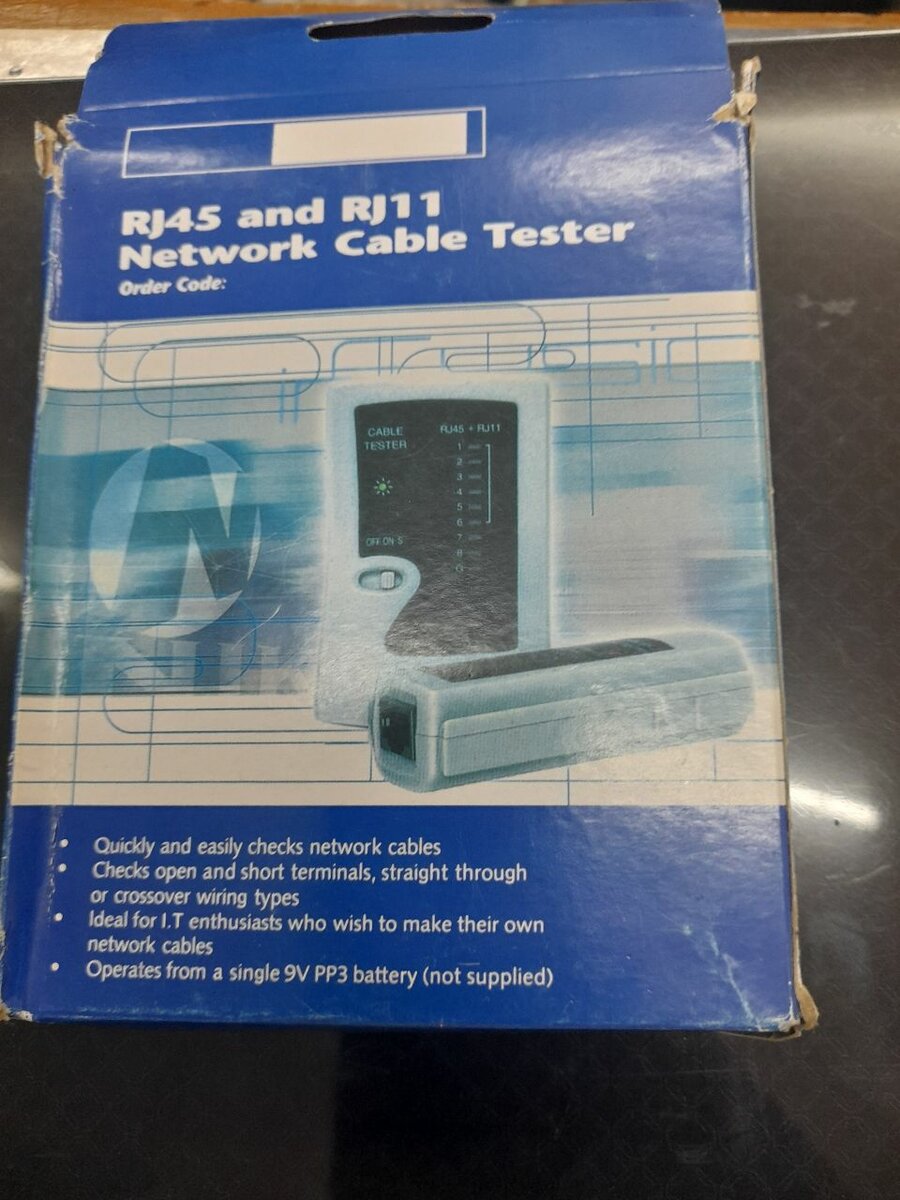 RJ45 and RJ11
Network Cable Tester
Order Code:
CABLE
TESTER
RJ45 + RJ11
1
2
3
4
5
6
7
8
G
OFF ON S
• Quickly and easily checks network cables
• Checks open and short terminals, straight through
or crossover wiring types
• Ideal for I.T enthusiasts who wish to make their own
network cables
• Operates from a single 9V PP3 battery (not supplied)